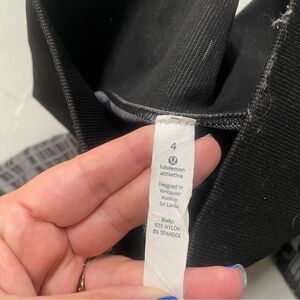 4
lululemon
athletica
Designed in
Vancouver
Made in
Sri Lanka
Body:
92% NYLON
8% SPANDEX